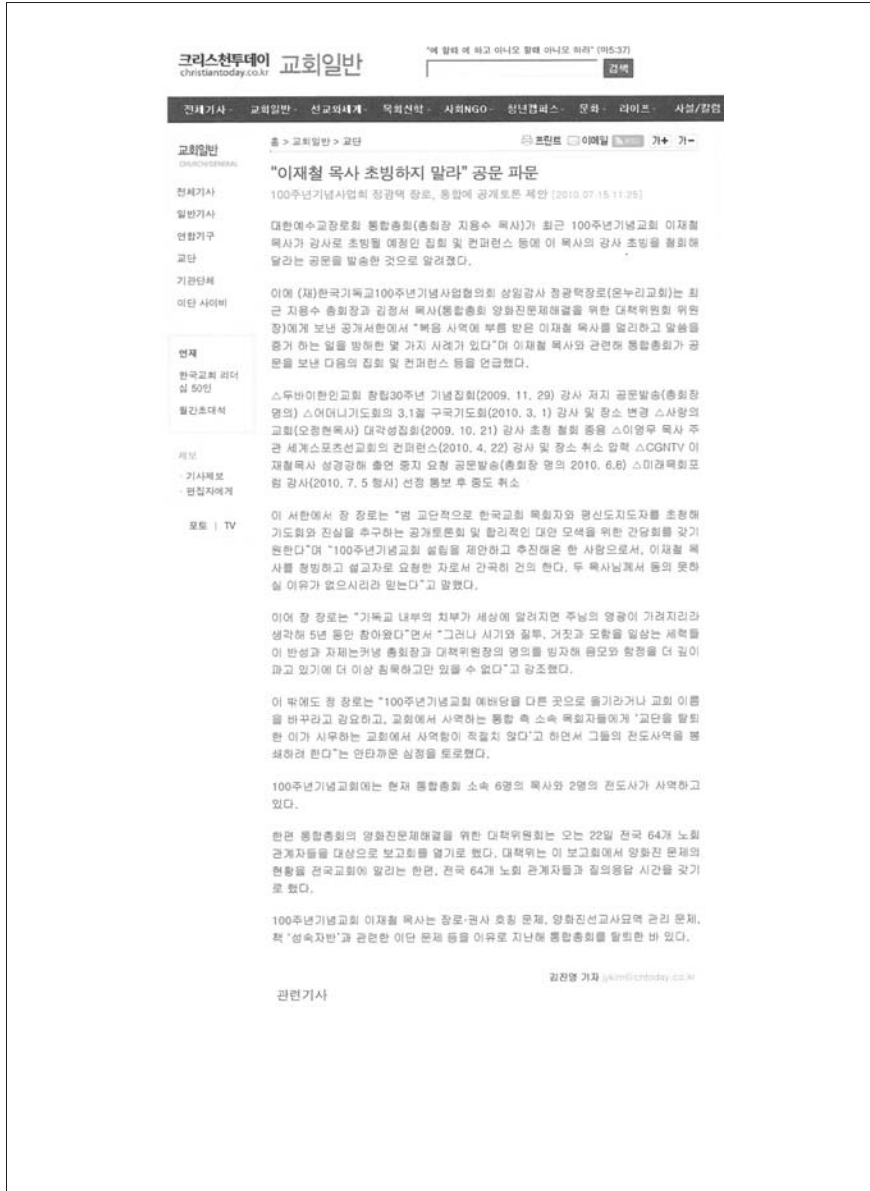 크리스천투데이
christiantoday.co.kr
교회일반
"예 할때 예 하고 아니오 할때 아니오 하라" (마5:37)
검색
전체기사 교회일반 선교와세계 목회신학 사회NGO 청년캠퍼스 문화 라이프 사설/칼럼
교회일반
CHURCH/GENERAL
전체기사
일반기사
연합기구
교단
기관단체
이단 사이비
연재
한국교회 리더
십 50인
월간초대석
제보
· 기사제보
· 편집자에게
포토 | TV
홈 > 교회일반 > 교단
프린트 이메일 RSS 가+ 가-
"이재철 목사 초빙하지 말라" 공문 파문
100주년기념사업회 정광택 장로, 통합에 공개토론 제안 [2010-07-15 11:25]
대한예수교장로회 통합총회(총회장 지용수 목사)가 최근 100주년기념교회 이재철
목사가 강사로 초빙될 예정인 집회 및 컨퍼런스 등에 이 목사의 강사 초빙을 철회해
달라는 공문을 발송한 것으로 알려졌다.
이에 (재)한국기독교100주년기념사업협의회 상임감사 정광택장로(온누리교회)는 최
근 지용수 총회장과 김정서 목사(통합총회 양화진문제해결을 위한 대책위원회 위원
장)에게 보낸 공개서한에서 "복음 사역에 부름 받은 이재철 목사를 멀리하고 말씀을
증거 하는 일을 방해한 몇 가지 사례가 있다"며 이재철 목사와 관련해 통합총회가 공
문을 보낸 다음의 집회 및 컨퍼런스 등을 언급했다.
△두바이한인교회 창립30주년 기념집회(2009. 11. 29) 강사 저지 공문발송(총회장
명의) △어머니기도회의 3.1절 구국기도회(2010. 3. 1) 강사 및 장소 변경 △사랑의
교회(오정현목사) 대각성집회(2009. 10. 21) 강사 초청 철회 종용 △이영무 목사 주
관 세계스포츠선교회의 컨퍼런스(2010. 4. 22) 강사 및 장소 취소 압력 △CGNTV 이
재철목사 성경강해 출연 중지 요청 공문발송(총회장 명의 2010. 6.8) △미래목회포
럼 강사(2010. 7. 5 행사) 선정 통보 후 중도 취소
이 서한에서 정 장로는 "범 교단적으로 한국교회 목회자와 평신도지도자를 초청해
기도회와 진실을 추구하는 공개토론회 및 합리적인 대안 모색을 위한 간담회를 갖기
원한다"며 "100주년기념교회 설립을 제안하고 추진해온 한 사람으로서, 이재철 목
사를 청빙하고 설교자로 요청한 자로서 간곡히 건의 한다. 두 목사님께서 동의 못하
실 이유가 없으시리라 믿는다"고 말했다.
이어 장 장로는 "기독교 내부의 치부가 세상에 알려지면 주님의 영광이 가려지리라
생각해 5년 동안 참아왔다"면서 "그러나 시기와 질투, 거짓과 모함을 일삼는 세력들
이 반성과 자제는커녕 총회장과 대책위원장의 명의를 빙자해 음모와 함정을 더 깊이
파고 있기에 더 이상 침묵하고만 있을 수 없다"고 강조했다.
이 밖에도 정 장로는 "100주년기념교회 예배당을 다른 곳으로 옮기라거나 교회 이름
을 바꾸라고 강요하고, 교회에서 사역하는 통합 측 소속 목회자들에게 '교단을 탈퇴
한 이가 시무하는 교회에서 사역함이 적절치 않다'고 하면서 그들의 전도사역을 봉
쇄하려 한다"는 안타까운 심정을 토로했다.
100주년기념교회에는 현재 통합총회 소속 6명의 목사와 2명의 전도사가 사역하고
있다.
한편 통합총회의 양화진문제해결을 위한 대책위원회는 오는 22일 전국 64개 노회
관계자들을 대상으로 보고회를 열기로 했다. 대책위는 이 보고회에서 양화진 문제의
현황을 전국교회에 알리는 한편, 전국 64개 노회 관계자들과 질의응답 시간을 갖기
로 했다.
100주년기념교회 이재철 목사는 장로·권사 호칭 문제, 양화진선교사묘역 관리 문제,
책 '성숙자반'과 관련한 이단 문제 등을 이유로 지난해 통합총회를 탈퇴한 바 있다.
김진영 기자 jykim@cntoday.co.kr
관련기사